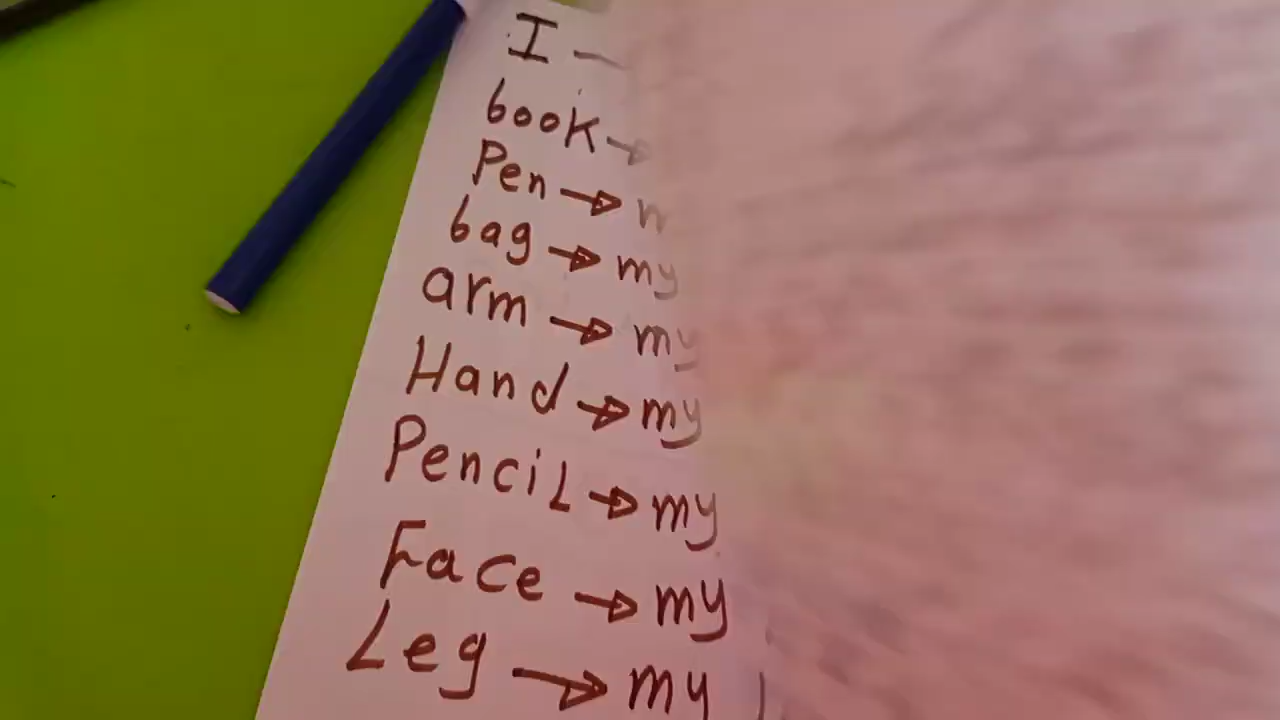 I —
book →
Pen →
bag → my
arm → my
Hand → my
Pencil → my
Face → my
Leg → my